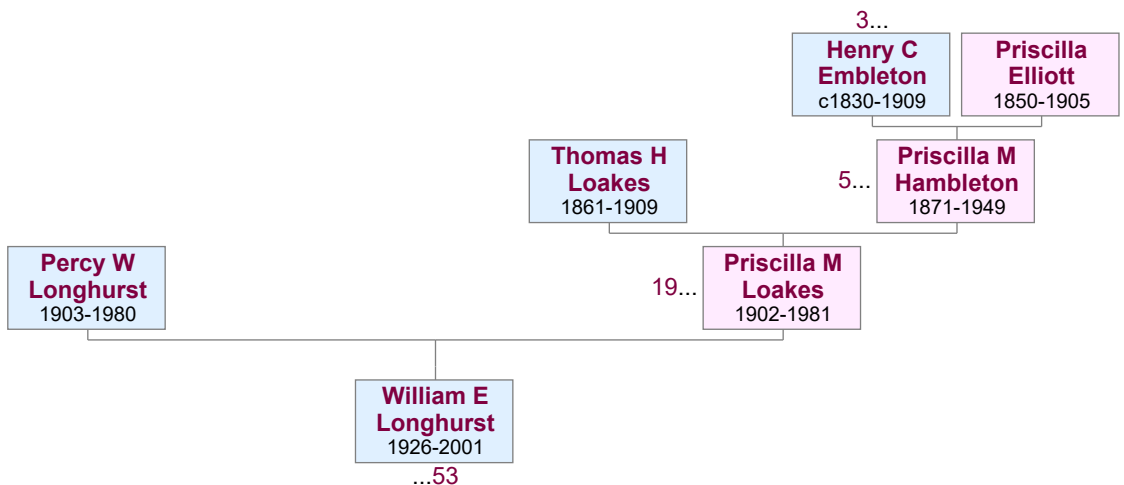 3...
Henry C
Embleton
c1830-1909
Priscilla
Elliott
1850-1905
Thomas H
Loakes
1861-1909
5...
Priscilla M
Hambleton
1871-1949
Percy W
Longhurst
1903-1980
19...
Priscilla M
Loakes
1902-1981
William E
Longhurst
1926-2001
...53